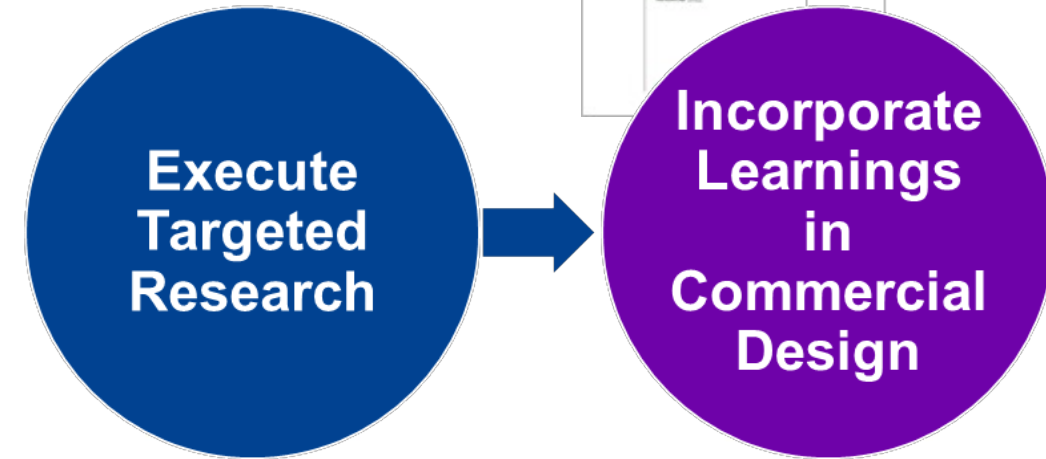 Execute
Targeted
Research
Incorporate
Learnings
in
Commercial
Design